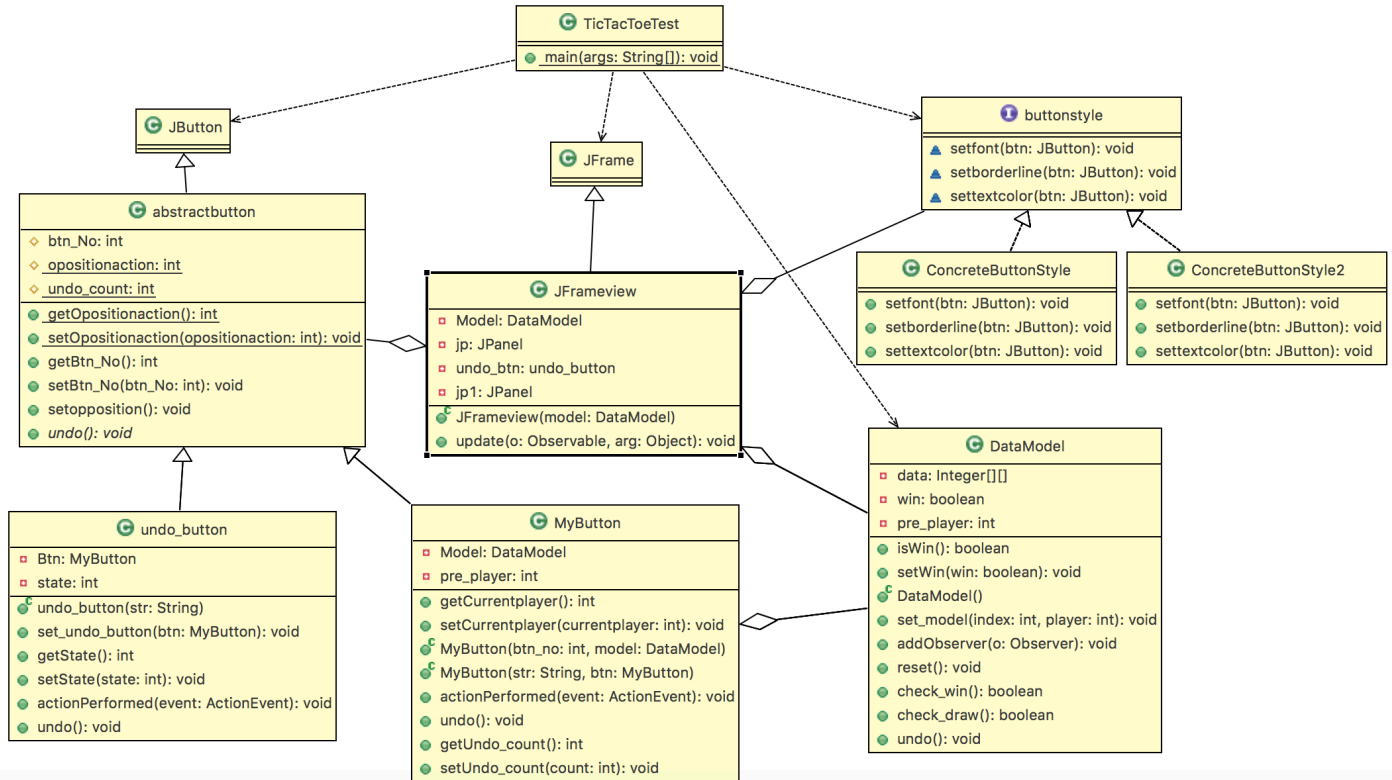 TicTacToeTest
main(args: String[]): void
JButton
JFrame
buttonstyle
setfont(btn: JButton): void
setborderline(btn: JButton): void
settextcolor(btn: JButton): void
abstractbutton
btn_No: int
opositionaction: int
undo_count: int
getOpositionaction(): int
setOpositionaction(opositionaction: int): void
getBtn_No(): int
setBtn_No(btn_No: int): void
setopposition(): void
undo(): void
JFrameview
Model: DataModel
jp: JPanel
undo_btn: undo_button
jp1: JPanel
JFrameview(model: DataModel)
update(o: Observable, arg: Object): void
ConcreteButtonStyle
setfont(btn: JButton): void
setborderline(btn: JButton): void
settextcolor(btn: JButton): void
ConcreteButtonStyle2
setfont(btn: JButton): void
setborderline(btn: JButton): void
settextcolor(btn: JButton): void
undo_button
Btn: MyButton
state: int
undo_button(str: String)
set_undo_button(btn: MyButton): void
getState(): int
setState(state: int): void
actionPerformed(event: ActionEvent): void
undo(): void
MyButton
Model: DataModel
pre_player: int
getCurrentplayer(): int
setCurrentplayer(currentplayer: int): void
MyButton(btn_no: int, model: DataModel)
MyButton(str: String, btn: MyButton)
actionPerformed(event: ActionEvent): void
undo(): void
getUndo_count(): int
setUndo_count(count: int): void
DataModel
data: Integer[][]
win: boolean
pre_player: int
isWin(): boolean
setWin(win: boolean): void
DataModel()
set_model(index: int, player: int): void
addObserver(o: Observer): void
reset(): void
check_win(): boolean
check_draw(): boolean
undo(): void